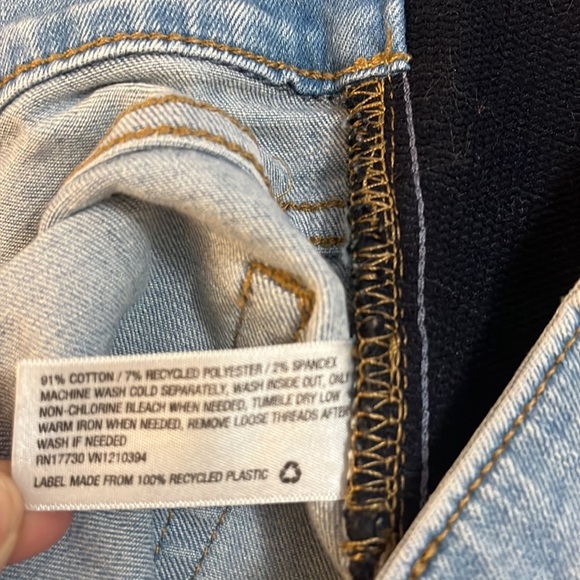 91% COTTON / 7% RECYCLED POLYESTER / 2% SPANDEX
MACHINE WASH COLD SEPARATELY, WASH INSIDE OUT, ONLY
NON-CHLORINE BLEACH WHEN NEEDED, TUMBLE DRY LOW
WARM IRON WHEN NEEDED, REMOVE LOOSE THREADS AFTER
WASH IF NEEDED
RN17730 VN1210394
LABEL MADE FROM 100% RECYCLED PLASTIC